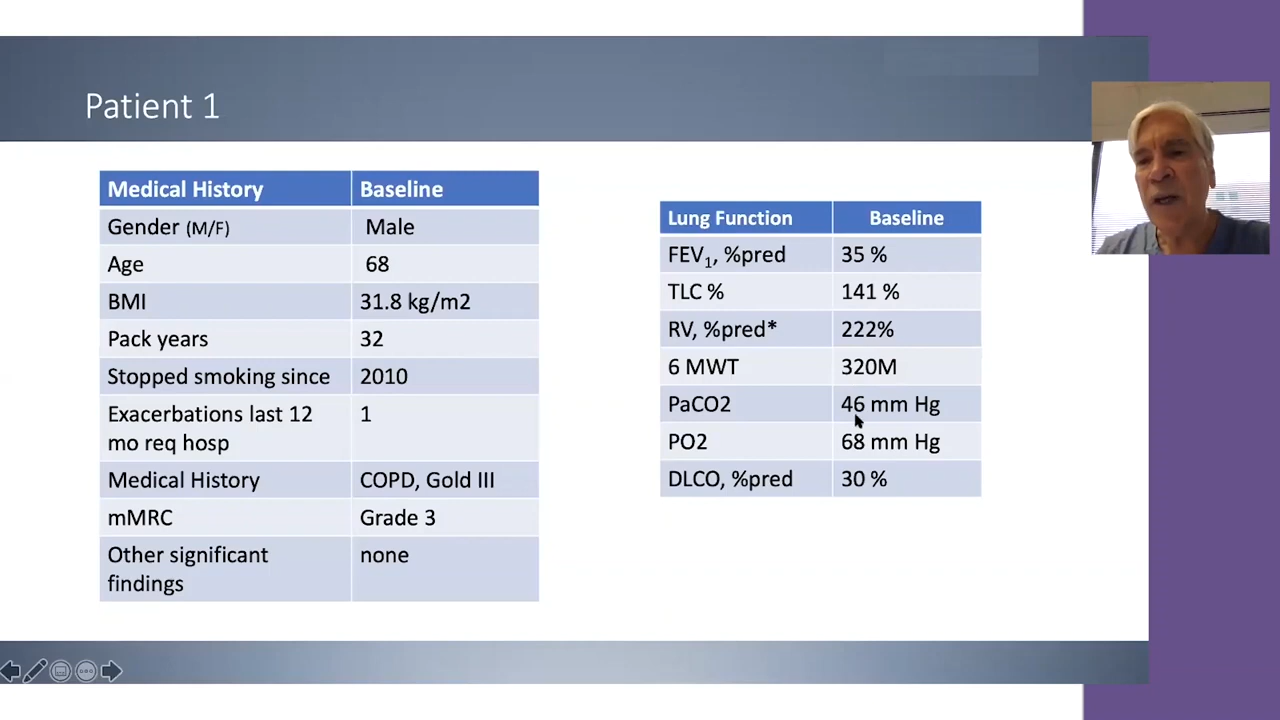 Patient 1
Medical History Baseline
Gender (M/F) Male
Age 68
BMI 31.8 kg/m2
Pack years 32
Stopped smoking since 2010
Exacerbations last 12 1
mo req hosp
Medical History COPD, Gold III
mMRC Grade 3
Other significant none
findings
Lung Function Baseline
FEV₁, %pred 35 %
TLC % 141 %
RV, %pred* 222%
6 MWT 320M
PaCO2 46 mm Hg
PO2 68 mm Hg
DLCO, %pred 30 %